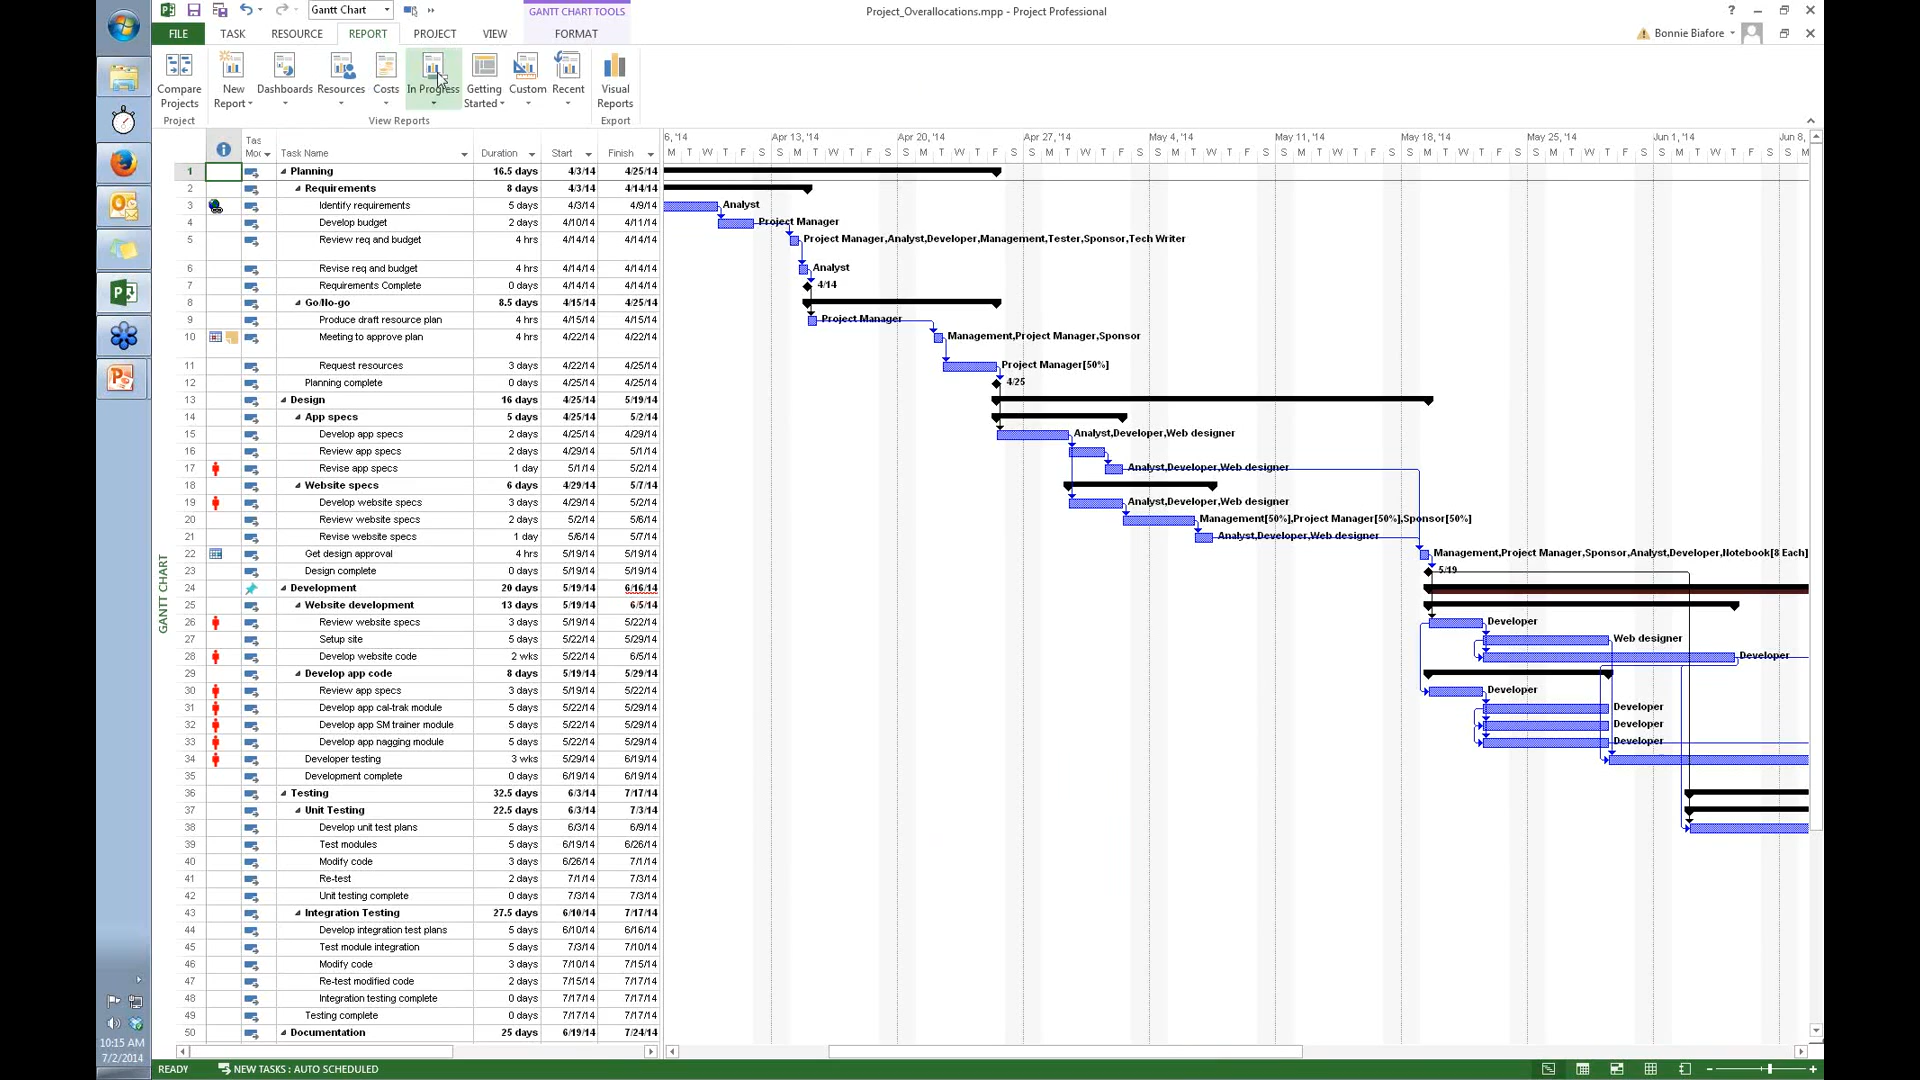 Gantt Chart
GANTT CHART TOOLS
Project_Overallocations.mpp - Project Professional
FILE TASK RESOURCE REPORT PROJECT VIEW FORMAT
Bonnie Biafore
Compare Projects
New Report
Dashboards
Resources
Costs
In Progress
Getting Started
Custom
Recent
Visual Reports
Project View Reports Export
6, '14 Apr 13, '14 Apr 20, '14 Apr 27, '14 May 4, '14 May 11, '14 May 18, '14 May 25, '14 Jun 1, '14 Jun 8,
Task Name Duration Start Finish
M T W T F S S M T W T F S S M T W T F S S M T W T F S S M T W T F S S M T W T F S S M T W T F S S M T W T F S S M T W T F S S M
1 Planning 16.5 days 4/3/14 4/25/14
2 Requirements 8 days 4/3/14 4/14/14
3 Identify requirements 5 days 4/3/14 4/9/14 Analyst
4 Develop budget 2 days 4/10/14 4/11/14 Project Manager
5 Review req and budget 4 hrs 4/14/14 4/14/14 Project Manager,Analyst,Developer,Management,Tester,Sponsor,Tech Writer
6 Revise req and budget 4 hrs 4/14/14 4/14/14 Analyst
7 Requirements Complete 0 days 4/14/14 4/14/14 4/14
8 Go/No-go 8.5 days 4/15/14 4/25/14
9 Produce draft resource plan 4 hrs 4/15/14 4/15/14 Project Manager
10 Meeting to approve plan 4 hrs 4/22/14 4/22/14 Management,Project Manager,Sponsor
11 Request resources 3 days 4/22/14 4/25/14 Project Manager[50%]
12 Planning complete 0 days 4/25/14 4/25/14 4/25
13 Design 16 days 4/25/14 5/19/14
14 App specs 5 days 4/25/14 5/2/14
15 Develop app specs 2 days 4/25/14 4/29/14 Analyst,Developer,Web designer
16 Review app specs 2 days 4/29/14 5/1/14
17 Revise app specs 1 day 5/1/14 5/2/14 Analyst,Developer,Web designer
18 Website specs 6 days 4/29/14 5/7/14
19 Develop website specs 3 days 4/29/14 5/2/14 Analyst,Developer,Web designer
20 Review website specs 2 days 5/2/14 5/6/14 Management[50%],Project Manager[50%],Sponsor[50%]
21 Revise website specs 1 day 5/6/14 5/7/14 Analyst,Developer,Web designer
22 Get design approval 4 hrs 5/19/14 5/19/14 Management,Project Manager,Sponsor,Analyst,Developer,Notebook[8 Each]
23 Design complete 0 days 5/19/14 5/19/14 5/19
24 Development 20 days 5/19/14 6/16/14
25 Website development 13 days 5/19/14 6/5/14
26 Review website specs 3 days 5/19/14 5/22/14 Developer
27 Setup site 5 days 5/22/14 5/29/14 Web designer
28 Develop website code 2 wks 5/22/14 6/5/14 Developer
29 Develop app code 8 days 5/19/14 5/29/14
30 Review app specs 3 days 5/19/14 5/22/14 Developer
31 Develop app cal-trak module 5 days 5/22/14 5/29/14 Developer
32 Develop app SM trainer module 5 days 5/22/14 5/29/14 Developer
33 Develop app nagging module 5 days 5/22/14 5/29/14 Developer
34 Developer testing 3 wks 5/29/14 6/19/14
35 Development complete 0 days 6/19/14 6/19/14
36 Testing 32.5 days 6/3/14 7/17/14
37 Unit Testing 22.5 days 6/3/14 7/3/14
38 Develop unit test plans 5 days 6/3/14 6/9/14
39 Test modules 5 days 6/19/14 6/26/14
40 Modify code 3 days 6/26/14 7/1/14
41 Re-test 2 days 7/1/14 7/3/14
42 Unit testing complete 0 days 7/3/14 7/3/14
43 Integration Testing 27.5 days 6/10/14 7/17/14
44 Develop integration test plans 5 days 6/10/14 6/16/14
45 Test module integration 5 days 7/3/14 7/10/14
46 Modify code 3 days 7/10/14 7/15/14
47 Re-test modified code 2 days 7/15/14 7/17/14
48 Integration testing complete 0 days 7/17/14 7/17/14
49 Testing complete 0 days 7/17/14 7/17/14
50 Documentation 25 days 6/19/14 7/24/14
GANTT CHART
10:15 AM
7/2/2014
READY NEW TASKS : AUTO SCHEDULED